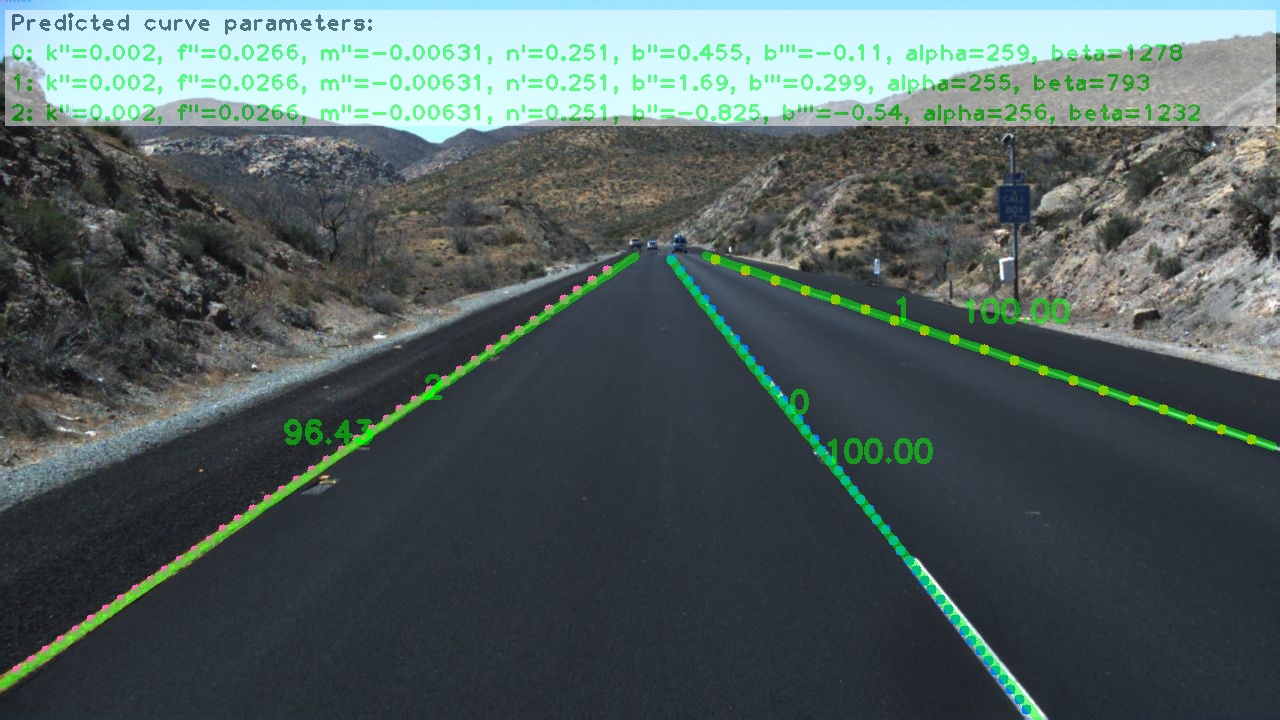 Predicted curve parameters:
0: k''=0.002, f''=0.0266, m''=-0.00631, n'=0.251, b''=0.455, b'''=-0.11, alpha=259, beta=1278
1: k''=0.002, f''=0.0266, m''=-0.00631, n'=0.251, b''=1.69, b'''=0.299, alpha=255, beta=793
2: k''=0.002, f''=0.0266, m''=-0.00631, n'=0.251, b''=-0.825, b'''=-0.54, alpha=256, beta=1232
CALL
BOX
1 100.00
2
0
96.43
100.00